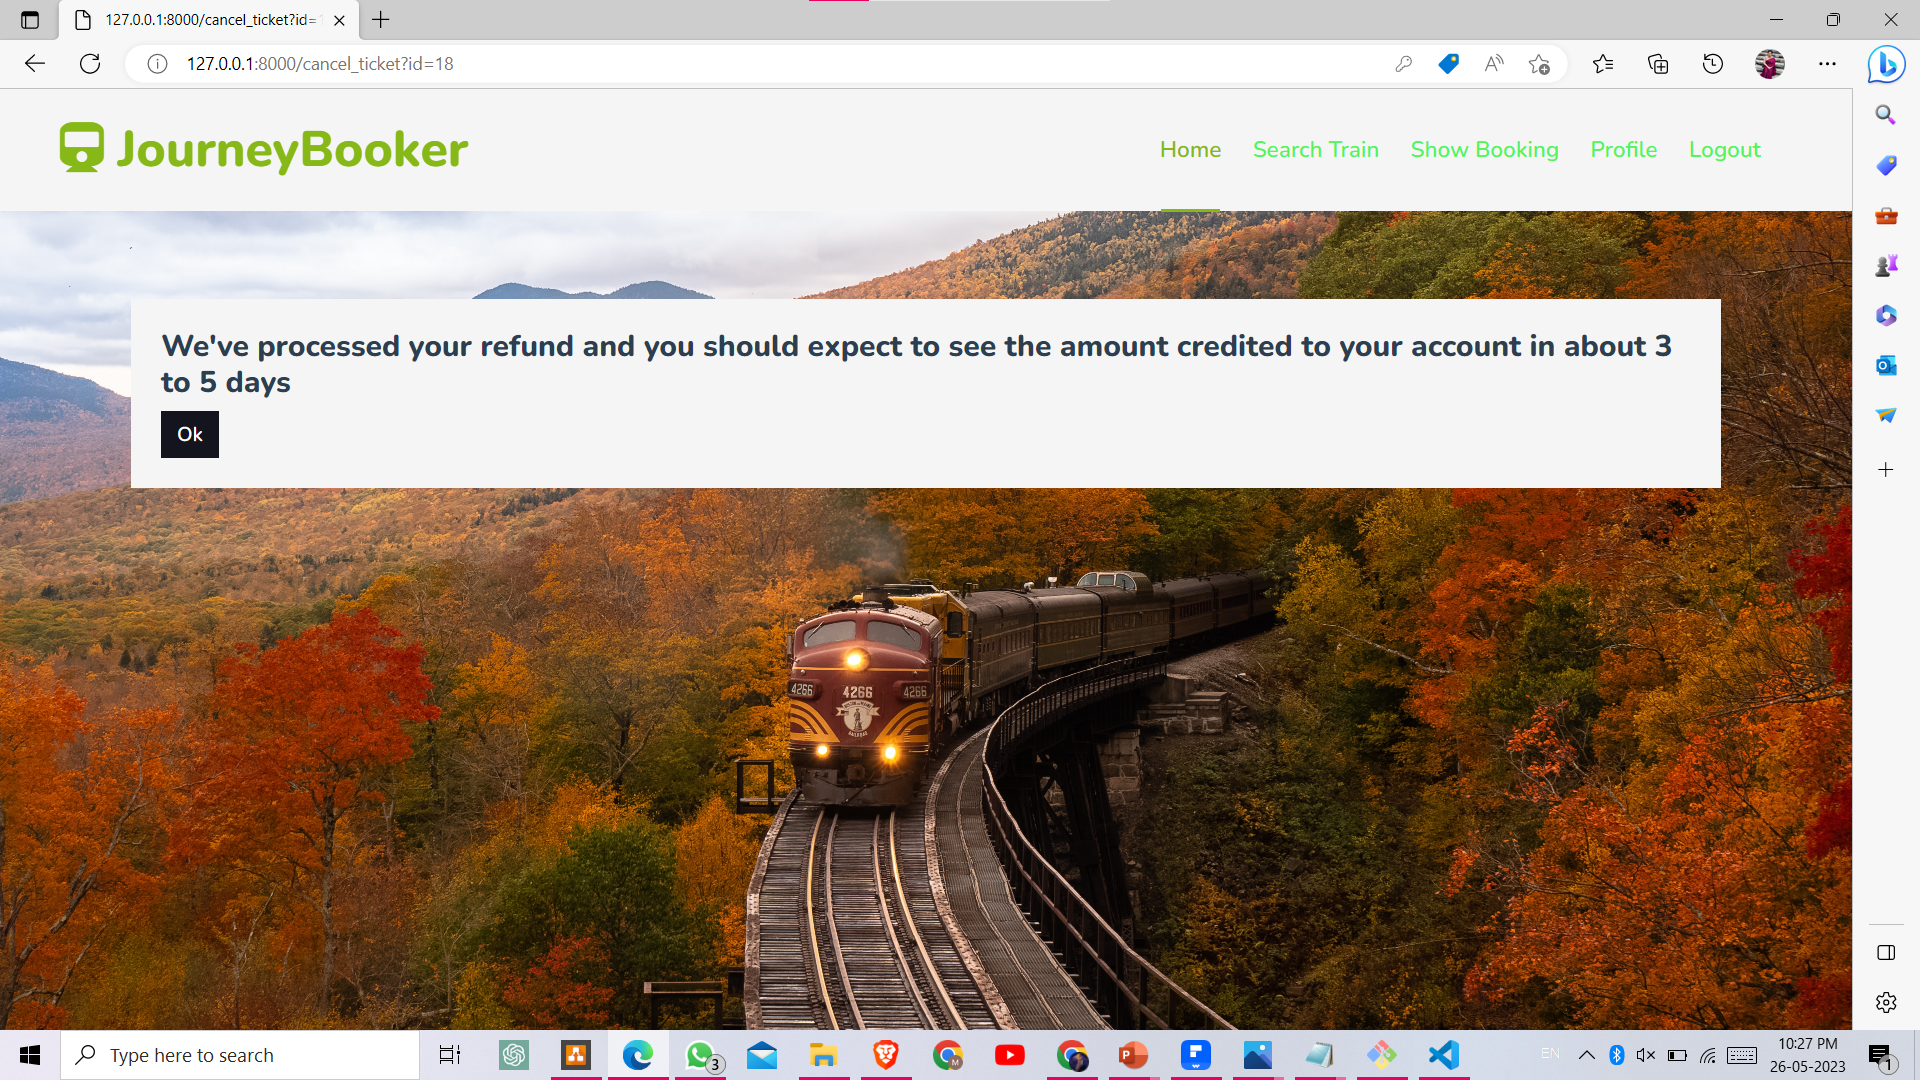 127.0.0.1:8000/cancel_ticket?id=1
127.0.0.1:8000/cancel_ticket?id=18
JourneyBooker
Home Search Train Show Booking Profile Logout
We've processed your refund and you should expect to see the amount credited to your account in about 3
to 5 days
Ok
4266 4266 4266
Type here to search
3
EN
10:27 PM
26-05-2023
1